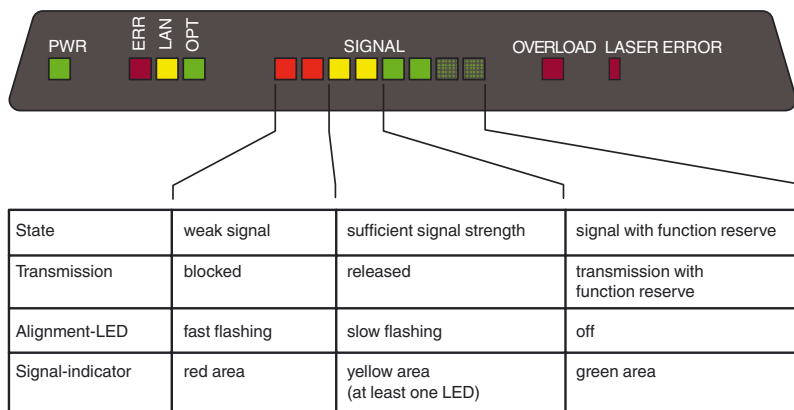 PWR ERR LAN OPT SIGNAL OVERLOAD LASER ERROR
State weak signal sufficient signal strength signal with function reserve
Transmission blocked released transmission with
function reserve
Alignment-LED fast flashing slow flashing off
Signal-indicator red area yellow area green area
(at least one LED)